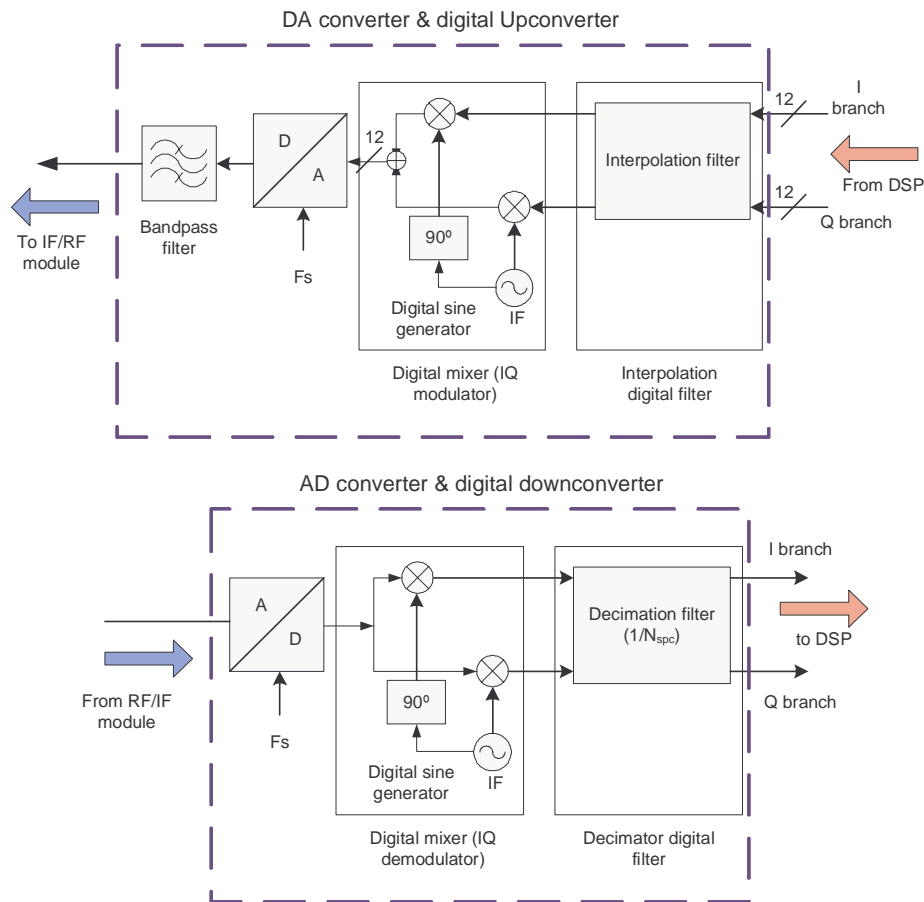 DA converter & digital Upconverter
12
I
branch
D
A
12
Interpolation filter
From DSP
12
Q branch
To IF/RF
module
Bandpass
filter
Fs
90º
Digital sine
generator
IF
Digital mixer (IQ
modulator)
Interpolation
digital filter
AD converter & digital downconverter
I branch
A
D
Decimation filter
(1/Nspc)
to DSP
From RF/IF
module
Fs
90º
Q branch
Digital sine
generator
IF
Digital mixer (IQ
demodulator)
Decimator digital
filter